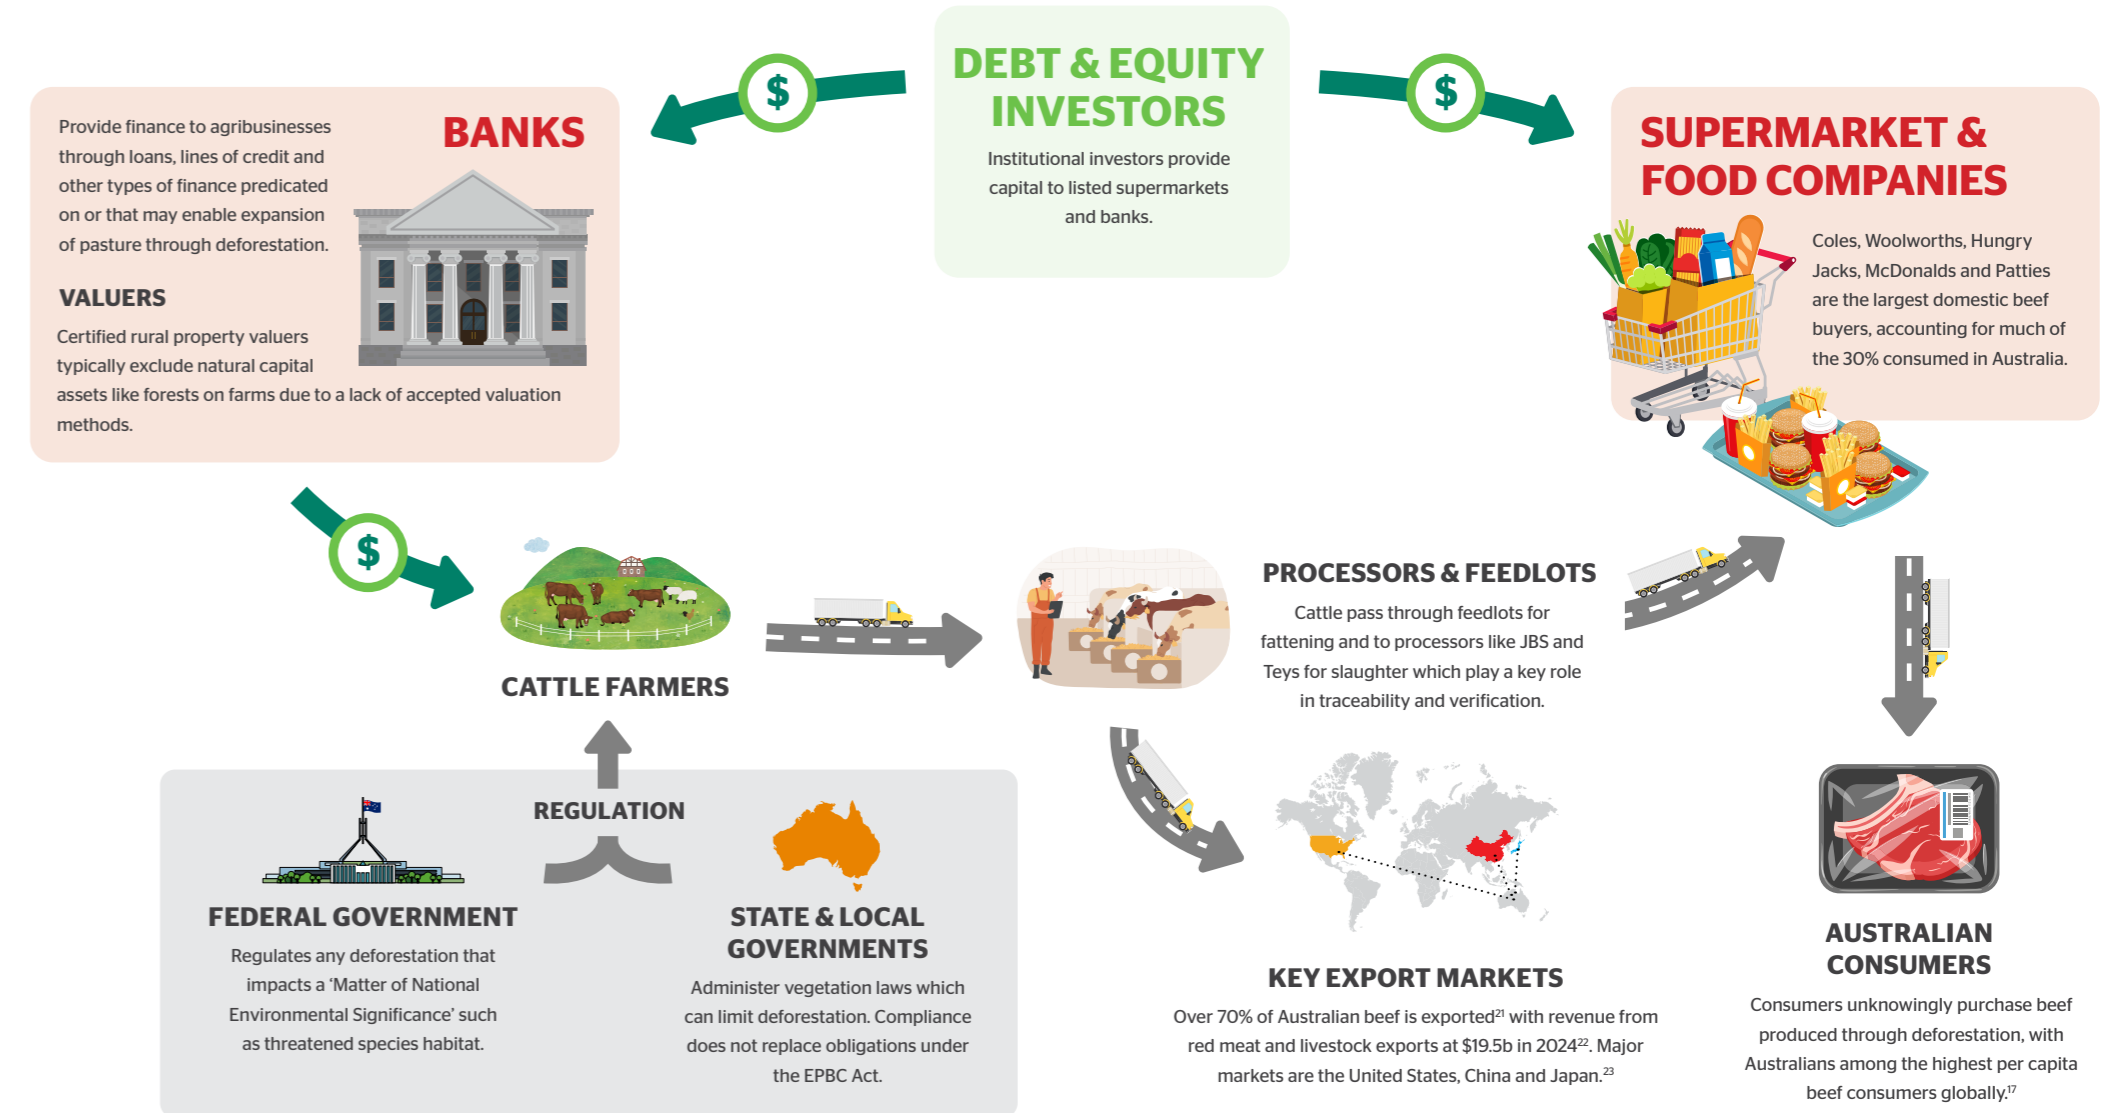 DEBT & EQUITY
INVESTORS
Institutional investors provide
capital to listed supermarkets
and banks.
$
$
BANKS
Provide finance to agribusinesses
through loans, lines of credit and
other types of finance predicated
on or that may enable expansion
of pasture through deforestation.
VALUERS
Certified rural property valuers
typically exclude natural capital
assets like forests on farms due to a lack of accepted valuation
methods.
SUPERMARKET &
FOOD COMPANIES
Coles, Woolworths, Hungry
Jacks, McDonalds and Patties
are the largest domestic beef
buyers, accounting for much of
the 30% consumed in Australia.
$
CATTLE FARMERS
PROCESSORS & FEEDLOTS
Cattle pass through feedlots for
fattening and to processors like JBS and
Teys for slaughter which play a key role
in traceability and verification.
REGULATION
FEDERAL GOVERNMENT
Regulates any deforestation that
impacts a ‘Matter of National
Environmental Significance’ such
as threatened species habitat.
STATE & LOCAL
GOVERNMENTS
Administer vegetation laws which
can limit deforestation. Compliance
does not replace obligations under
the EPBC Act.
KEY EXPORT MARKETS
Over 70% of Australian beef is exported²¹ with revenue from
red meat and livestock exports at $19.5b in 2024²². Major
markets are the United States, China and Japan.²³
AUSTRALIAN
CONSUMERS
Consumers unknowingly purchase beef
produced through deforestation, with
Australians among the highest per capita
beef consumers globally.¹⁷